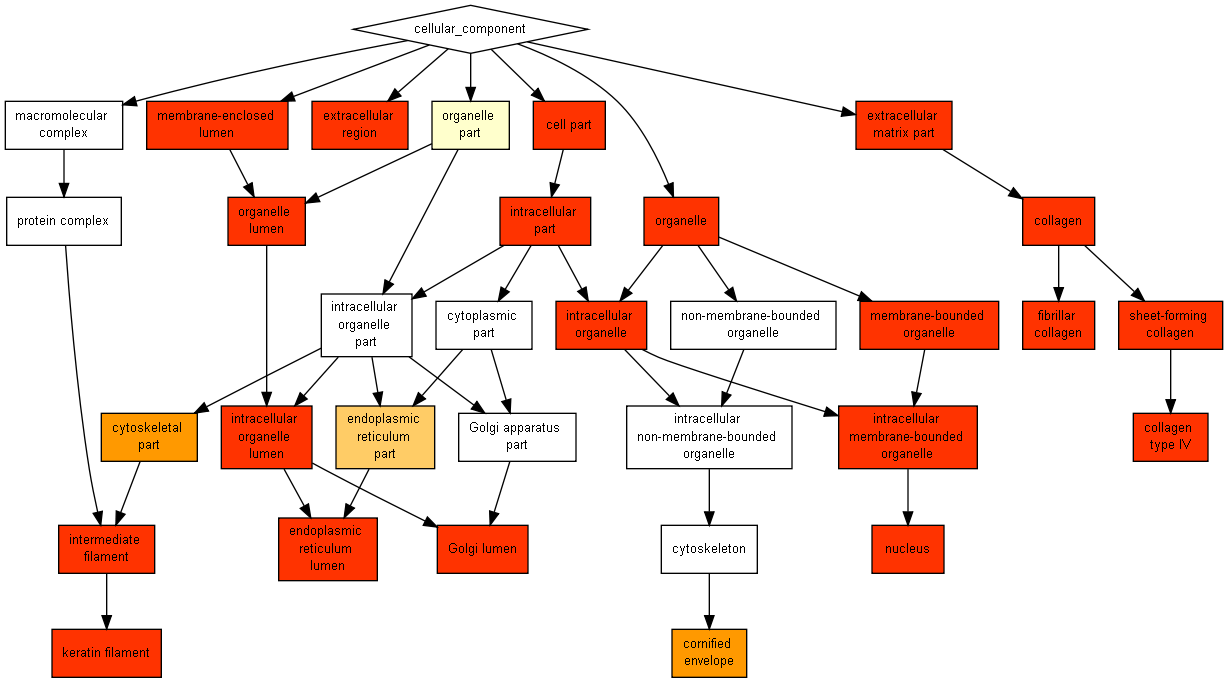 cellular_component
macromolecular
complex
membrane-enclosed
lumen
extracellular
region
organelle
part
cell part
extracellular
matrix part
protein complex
organelle
lumen
intracellular
part
organelle
collagen
intracellular
organelle
part
cytoplasmic
part
intracellular
organelle
non-membrane-bounded
organelle
membrane-bounded
organelle
fibrillar
collagen
sheet-forming
collagen
cytoskeletal
part
intracellular
organelle
lumen
endoplasmic
reticulum
part
Golgi apparatus
part
intracellular
non-membrane-bounded
organelle
intracellular
membrane-bounded
organelle
collagen
type IV
intermediate
filament
endoplasmic
reticulum
lumen
Golgi lumen
cytoskeleton
nucleus
keratin filament
cornified
envelope